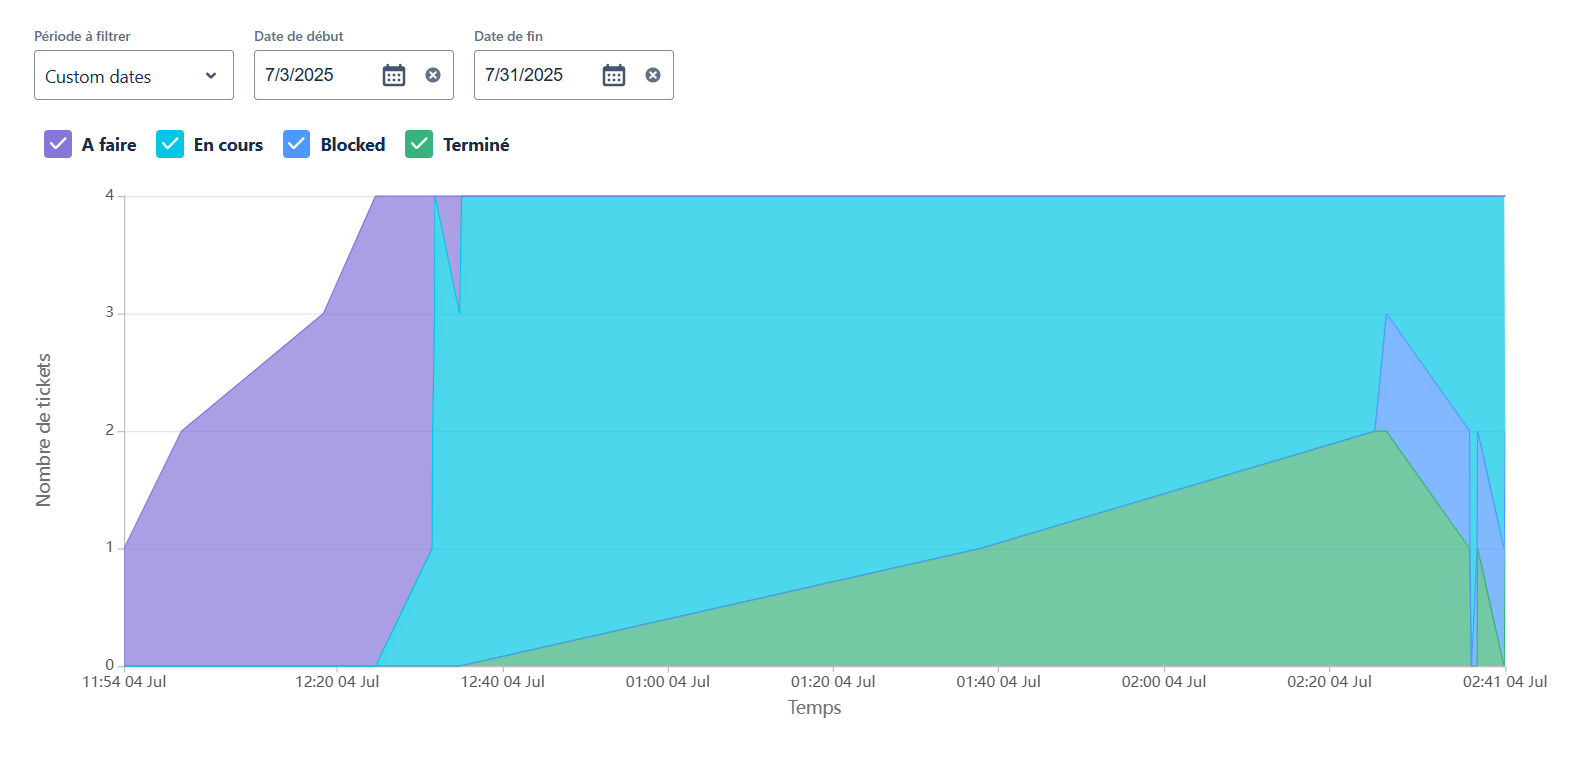 Période à filtrer Date de début Date de fin
Custom dates 7/3/2025 7/31/2025
A faire En cours Blocked Terminé
4
3
2
1
0
Nombre de tickets
11:54 04 Jul 12:20 04 Jul 12:40 04 Jul 01:00 04 Jul 01:20 04 Jul 01:40 04 Jul 02:00 04 Jul 02:20 04 Jul 02:41 04 Jul
Temps